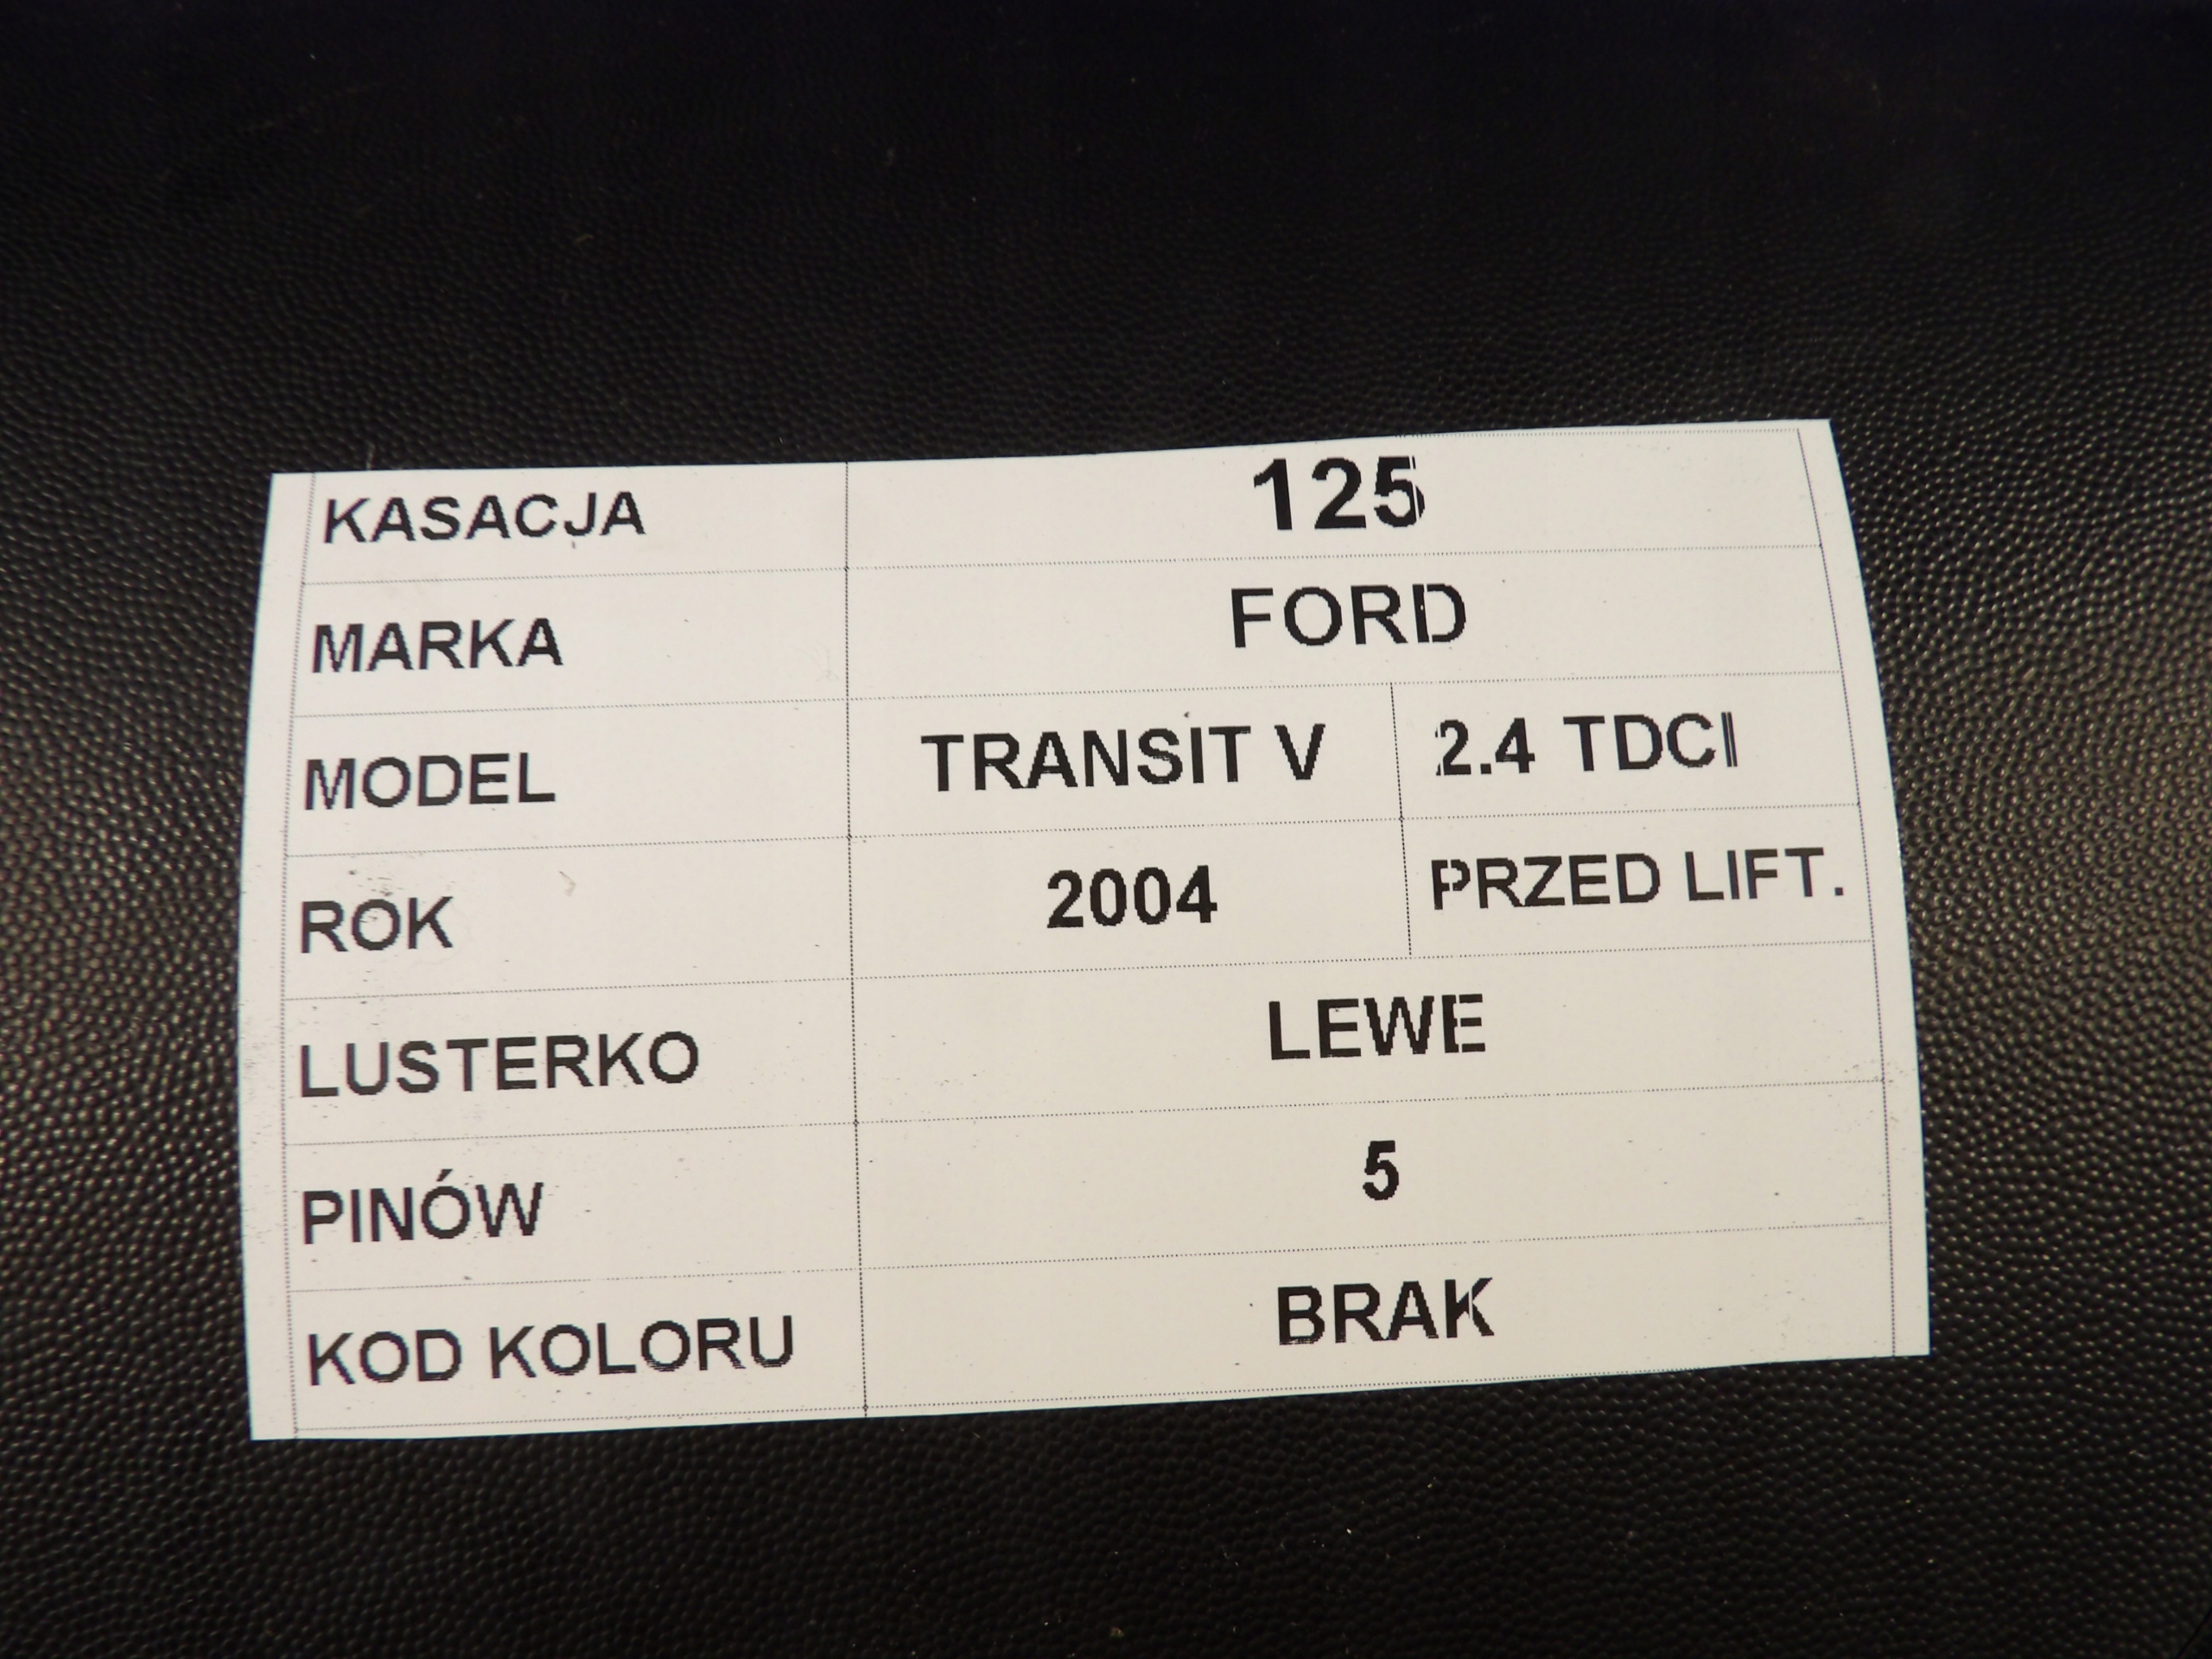 KASACJA 125
MARKA FORD
MODEL TRANSIT V 2.4 TDCI
ROK 2004 PRZED LIFT.
LUSTERKO LEWE
PINÓW 5
KOD KOLORU BRAK